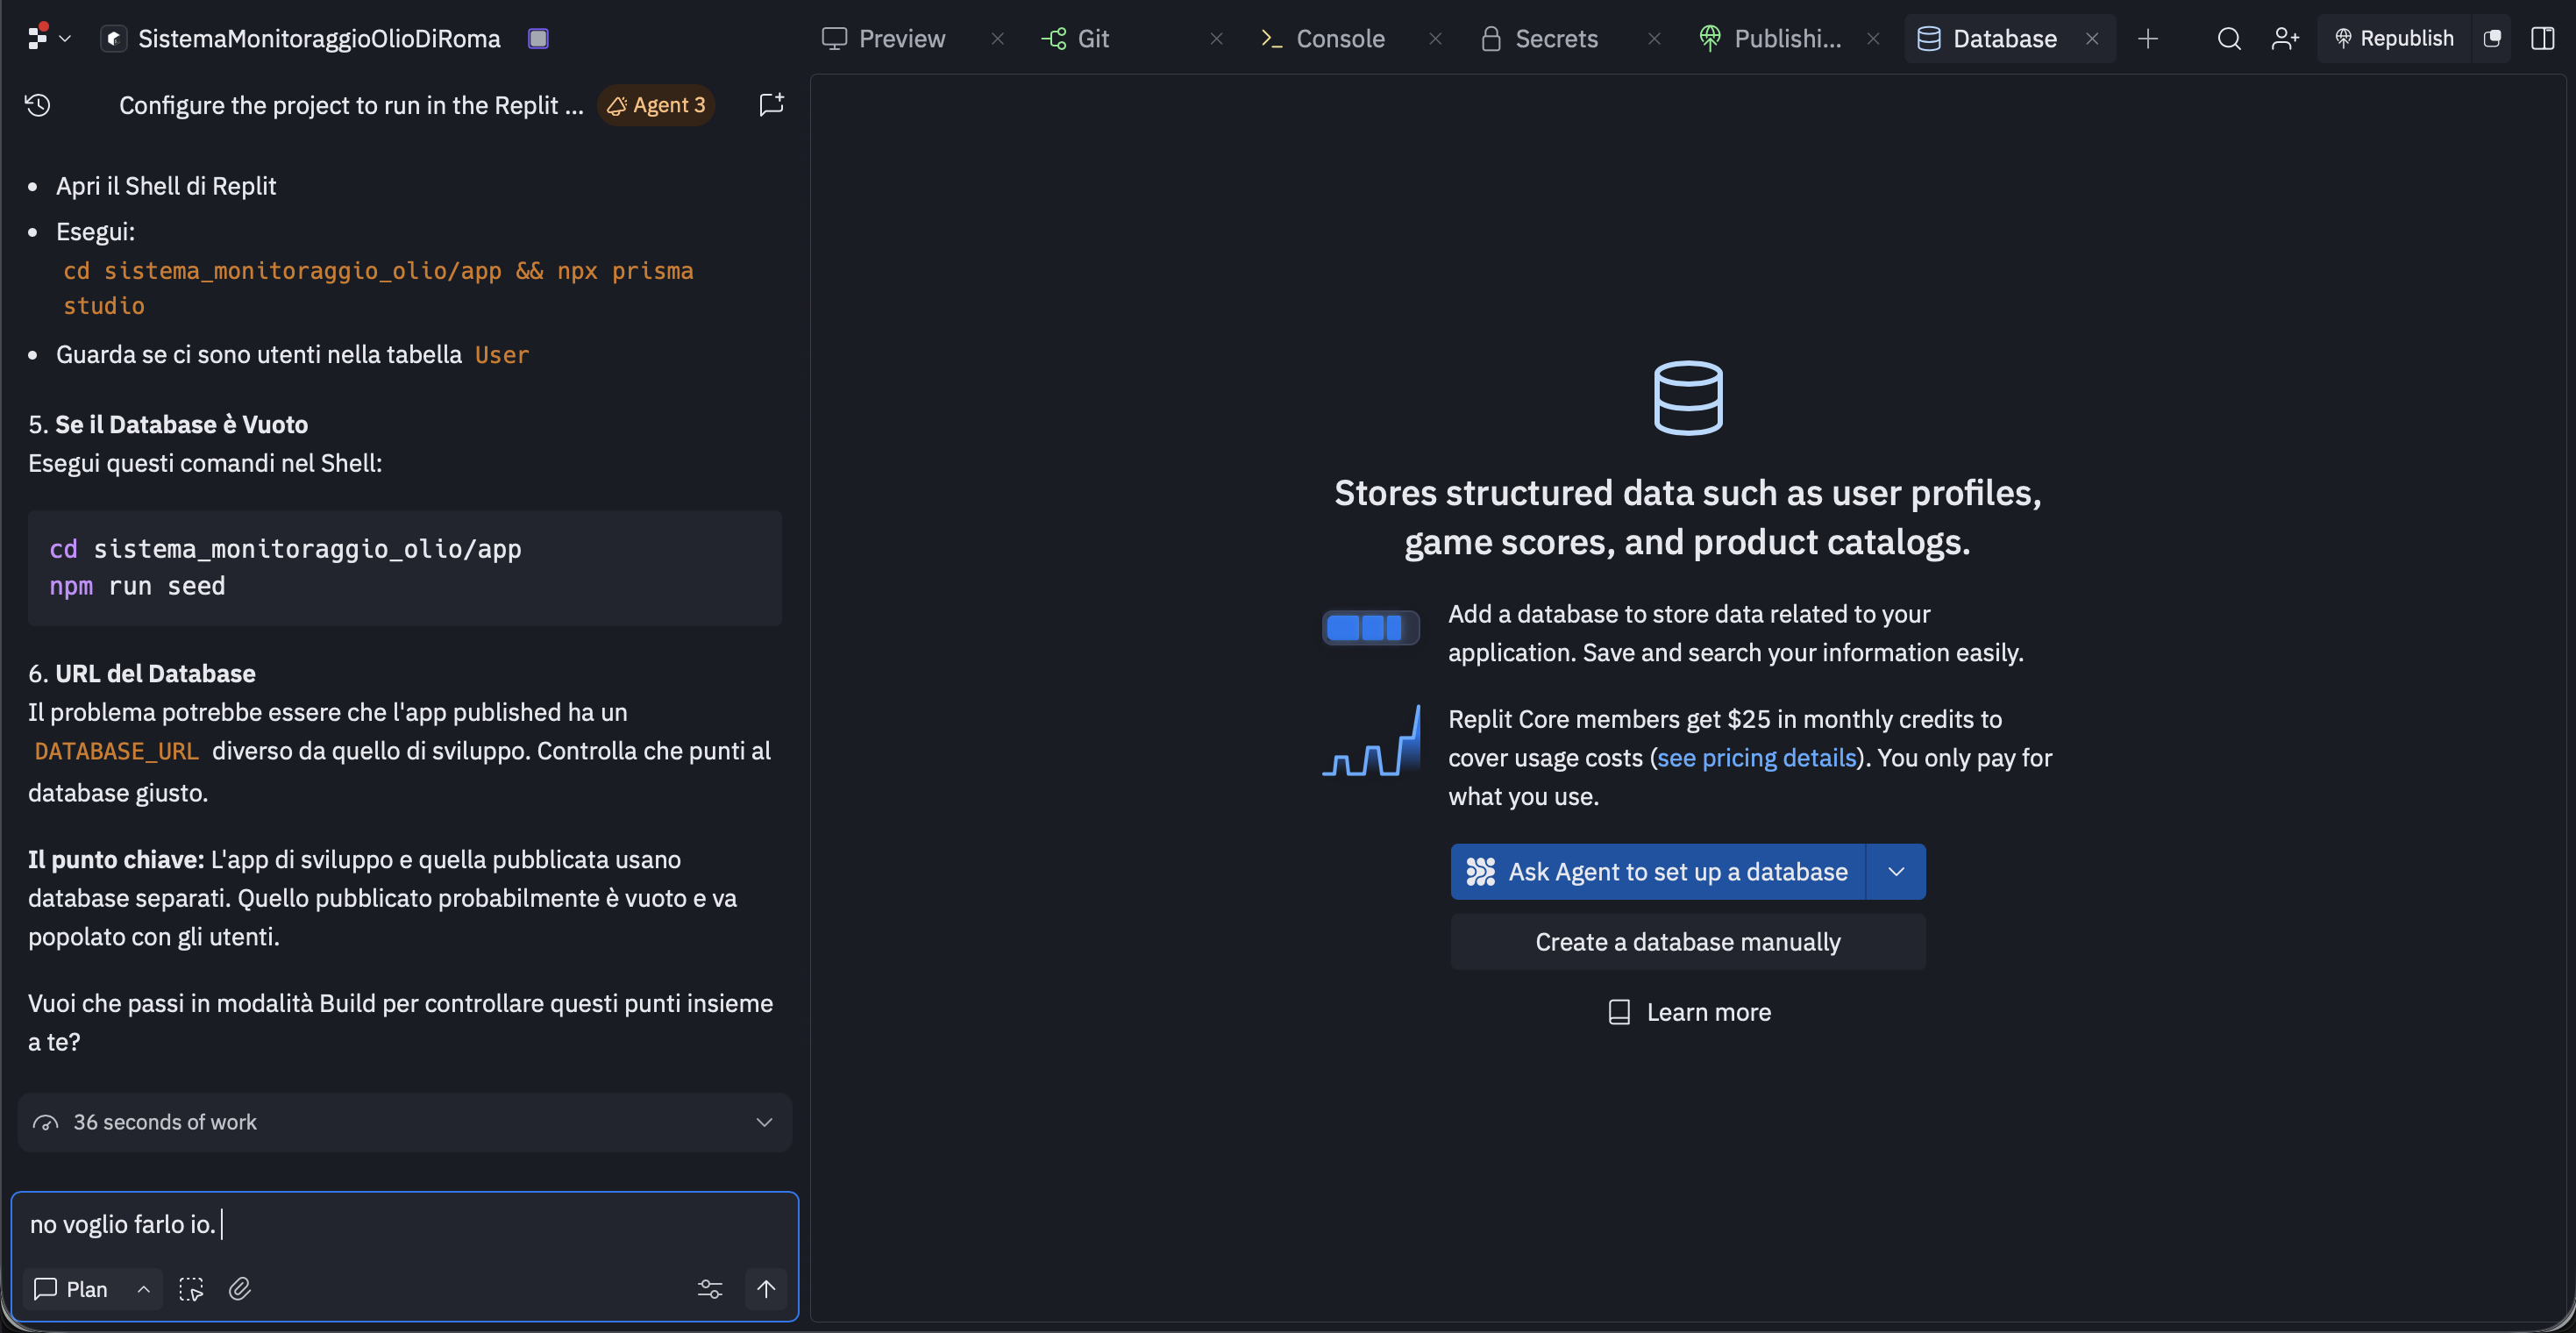 SistemaMonitoraggioOlioDiRoma
Preview
Git
Console
Secrets
Publishi...
Database
Republish
Configure the project to run in the Replit ...
Agent 3
• Apri il Shell di Replit
• Esegui:
cd sistema_monitoraggio_olio/app && npx prisma
studio
• Guarda se ci sono utenti nella tabella User
5. Se il Database è Vuoto
Esegui questi comandi nel Shell:
cd sistema_monitoraggio_olio/app
npm run seed
6. URL del Database
Il problema potrebbe essere che l'app published ha un
DATABASE_URL diverso da quello di sviluppo. Controlla che punti al
database giusto.
Il punto chiave: L'app di sviluppo e quella pubblicata usano
database separati. Quello pubblicato probabilmente è vuoto e va
popolato con gli utenti.
Vuoi che passi in modalità Build per controllare questi punti insieme
a te?
36 seconds of work
no voglio farlo io.
Plan
Stores structured data such as user profiles,
game scores, and product catalogs.
Add a database to store data related to your
application. Save and search your information easily.
Replit Core members get $25 in monthly credits to
cover usage costs (see pricing details). You only pay for
what you use.
Ask Agent to set up a database
Create a database manually
Learn more